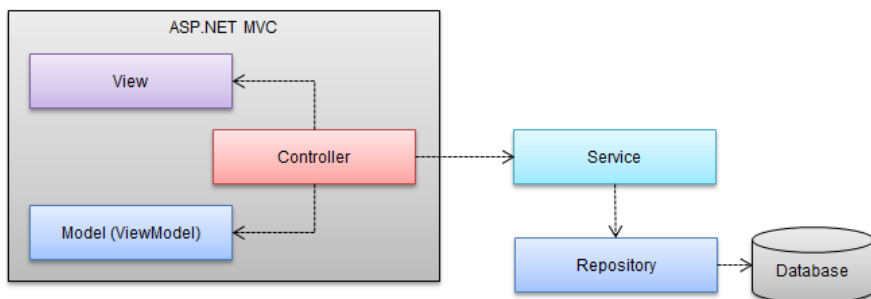 ASP.NET MVC
View
Controller
Service
Model (ViewModel)
Repository
Database